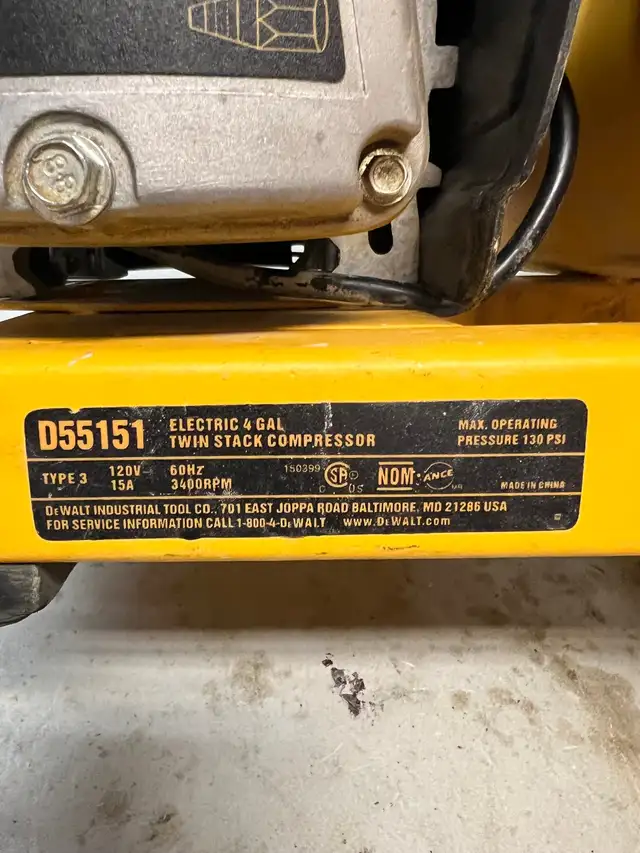 D55151
ELECTRIC 4 GAL
TWIN STACK COMPRESSOR
MAX. OPERATING
PRESSURE 130 PSI
TYPE 3
120V
15A
60Hz
3400RPM
150399
SA
C US
NOM
ANCE
MADE IN CHINA
DEWALT INDUSTRIAL TOOL CO., 701 EAST JOPPA ROAD BALTIMORE, MD 21286 USA
FOR SERVICE INFORMATION CALL 1-800-4-DEWALT www.DEWALT.com